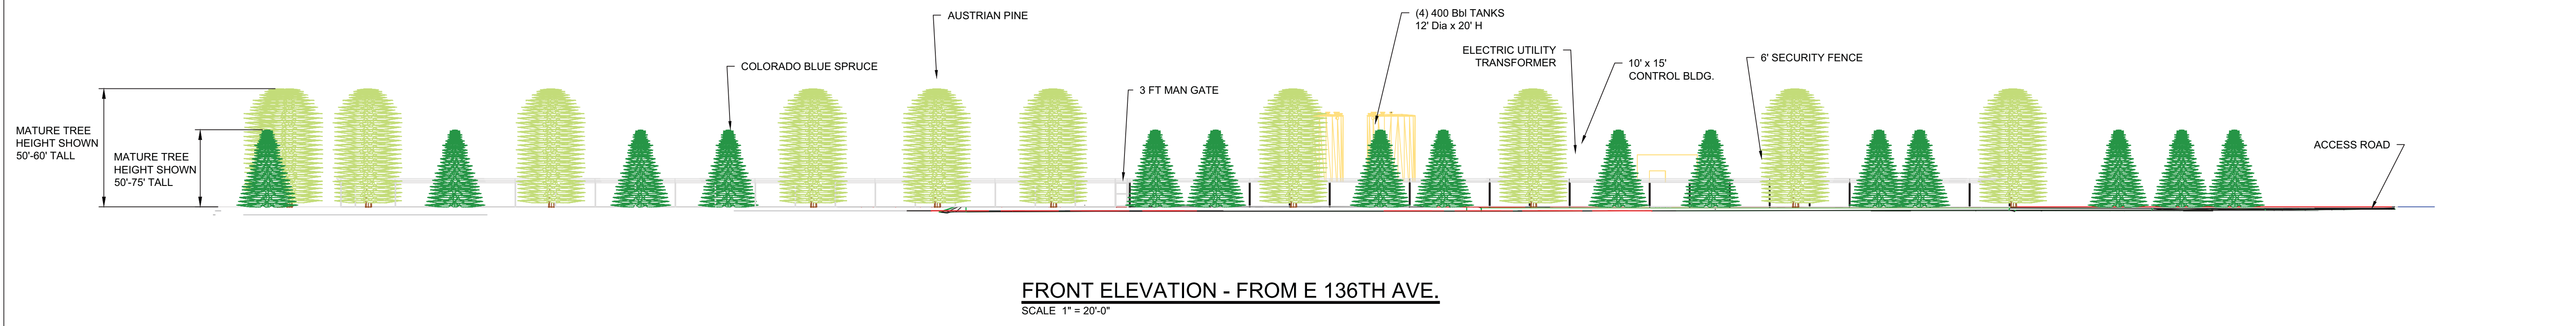 AUSTRIAN PINE
(4) 400 Bbl TANKS
12' Dia x 20' H
ELECTRIC UTILITY
TRANSFORMER
10' x 15'
CONTROL BLDG.
6' SECURITY FENCE
COLORADO BLUE SPRUCE
3 FT MAN GATE
MATURE TREE
HEIGHT SHOWN
50'-60' TALL
MATURE TREE
HEIGHT SHOWN
50'-75' TALL
ACCESS ROAD
FRONT ELEVATION - FROM E 136TH AVE.
SCALE 1" = 20'-0"